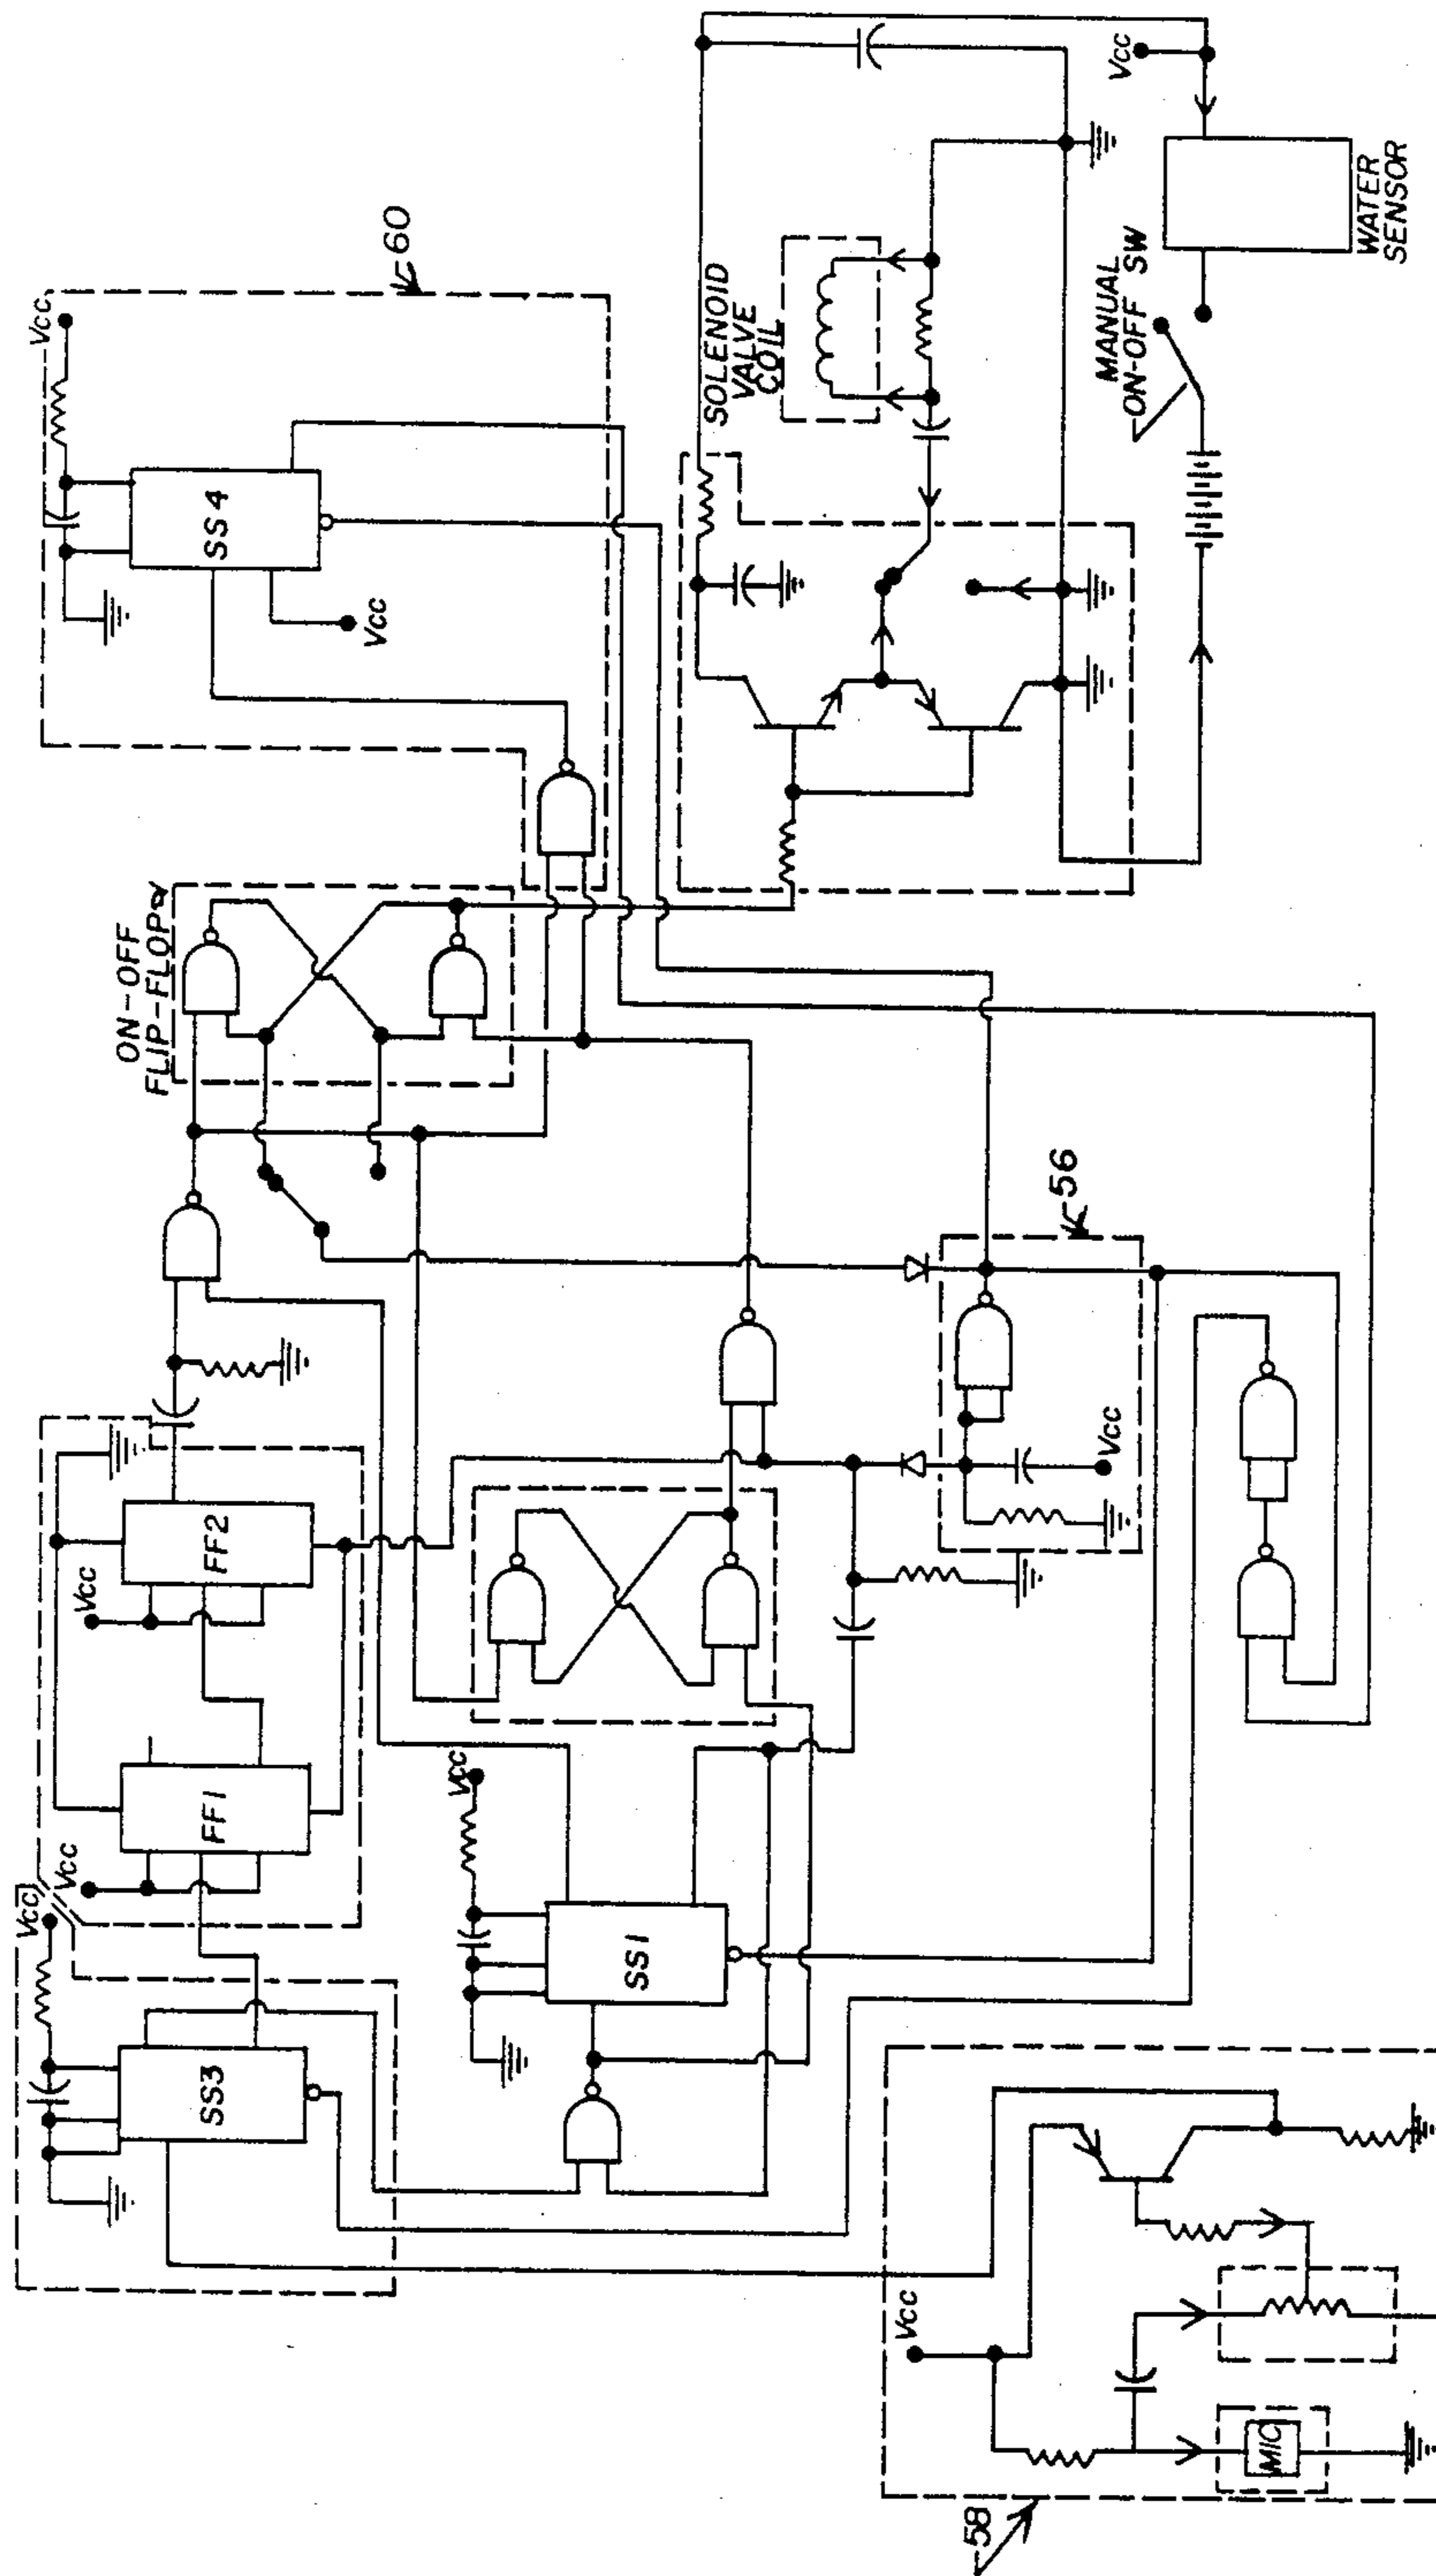 Vcc
60
SS4
Vcc
ON-OFF
FLIP-FLOP
SOLENOID
VALVE
COIL
Vcc
MANUAL
ON-OFF SW
WATER
SENSOR
Vcc
FF2
Vcc
FF1
Vcc
SS3
Vcc
SS1
56
Vcc
58
Vcc
MIC